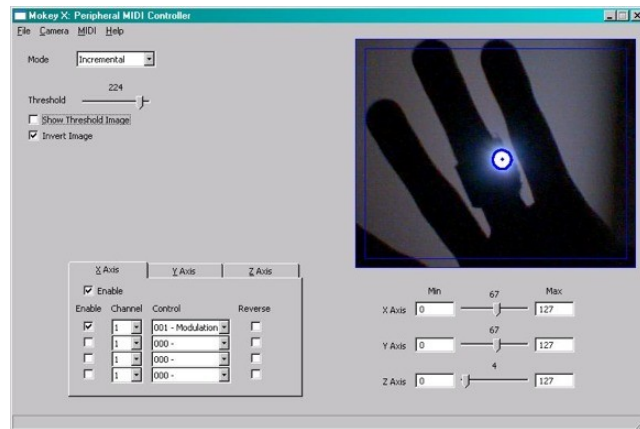 Mokey X: Peripheral MIDI Controller
File Camera MIDI Help
Mode Incremental
224
Threshold
Show Threshold Image
Invert Image
X Axis Y Axis Z Axis
Enable
Enable Channel Control Reverse
1 001 - Modulation
1 000 -
1 000 -
1 000 -
Min 67 Max
X Axis 0 127
67
Y Axis 0 127
4
Z Axis 0 127